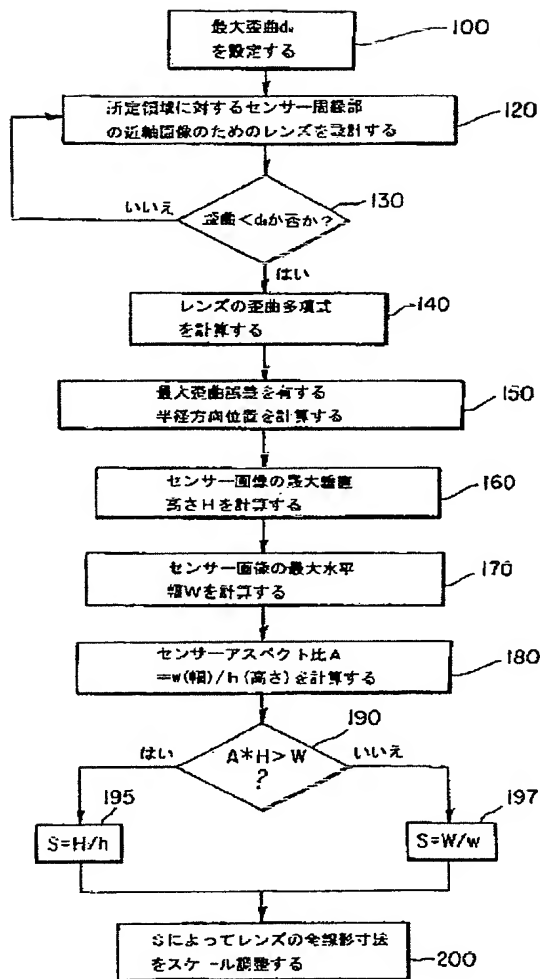 最大歪曲dₘ
を設定する
100
所定領域に対するセンサー周縁部
の近軸画像のためのレンズを設計する
120
いいえ
歪曲<dₘか否か?
130
はい
レンズの歪曲多項式
を計算する
140
最大歪曲誤差を有する
半径方向位置を計算する
150
センサー画像の最大垂直
高さHを計算する
160
センサー画像の最大水平
幅Wを計算する
170
センサーアスペクト比A
=w(幅)/h(高さ)を計算する
180
190
はい
A*H>W
?
いいえ
195
S=H/h
197
S=W/w
Sによってレンズの全線形寸法
をスケール調整する
200